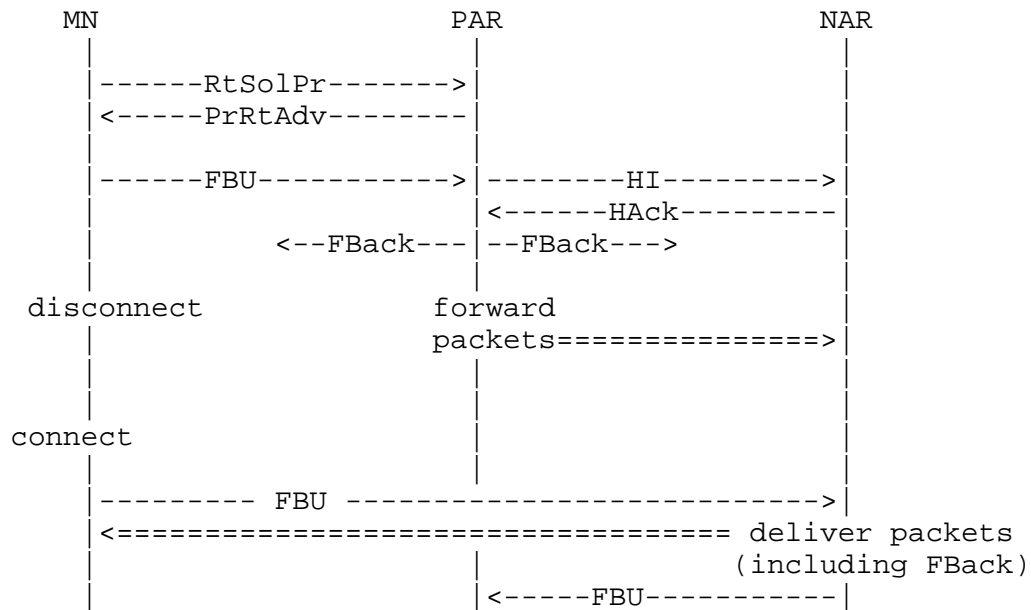 MN PAR NAR
| | |
|------RtSolPr------->| |
|<-----PrRtAdv--------| |
| | |
|------FBU----------->|--------HI--------->|
| |<------HAck---------|
| <--FBack---|--FBack---> |
| | |
disconnect forward |
| packets===============>|
| | |
| | |
connect | |
| | |
|--------- FBU --------------------------->|
|<=================================== deliver packets
| | (including FBack)
| |<-----FBU-----------|